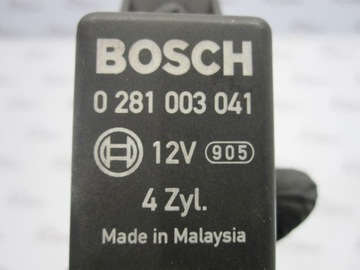 BOSCH
0 281 003 041
12V 905
4 Zyl.
Made in Malaysia